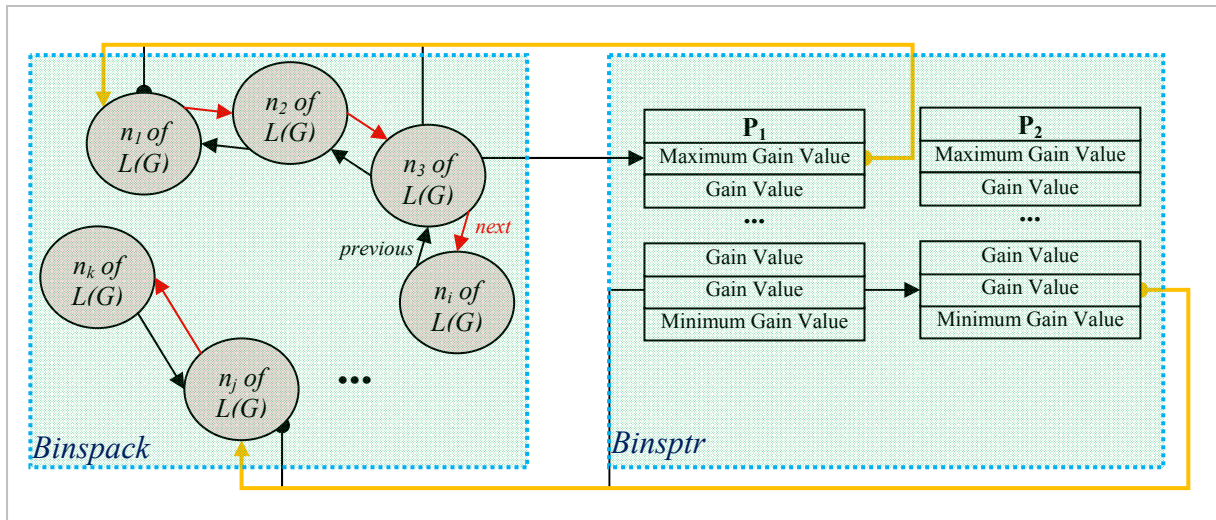 n1 of
L(G)
n2 of
L(G)
n3 of
L(G)
next
previous
ni of
L(G)
nk of
L(G)
nj of
L(G)
...
Binspack
P1
Maximum Gain Value
Gain Value
...
Gain Value
Gain Value
Minimum Gain Value
P2
Maximum Gain Value
Gain Value
...
Gain Value
Gain Value
Minimum Gain Value
Binsptr